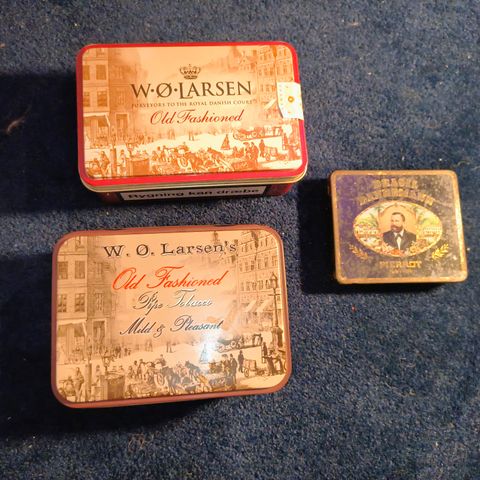 W·Ø·LARSEN
PURVEYORS TO THE ROYAL DANISH COURT
Old Fashioned
Rygning kan dræbe
W. Ø. Larsen's
Old Fashioned
Pipe Tobacco
Mild & Pleasant
PIERROT